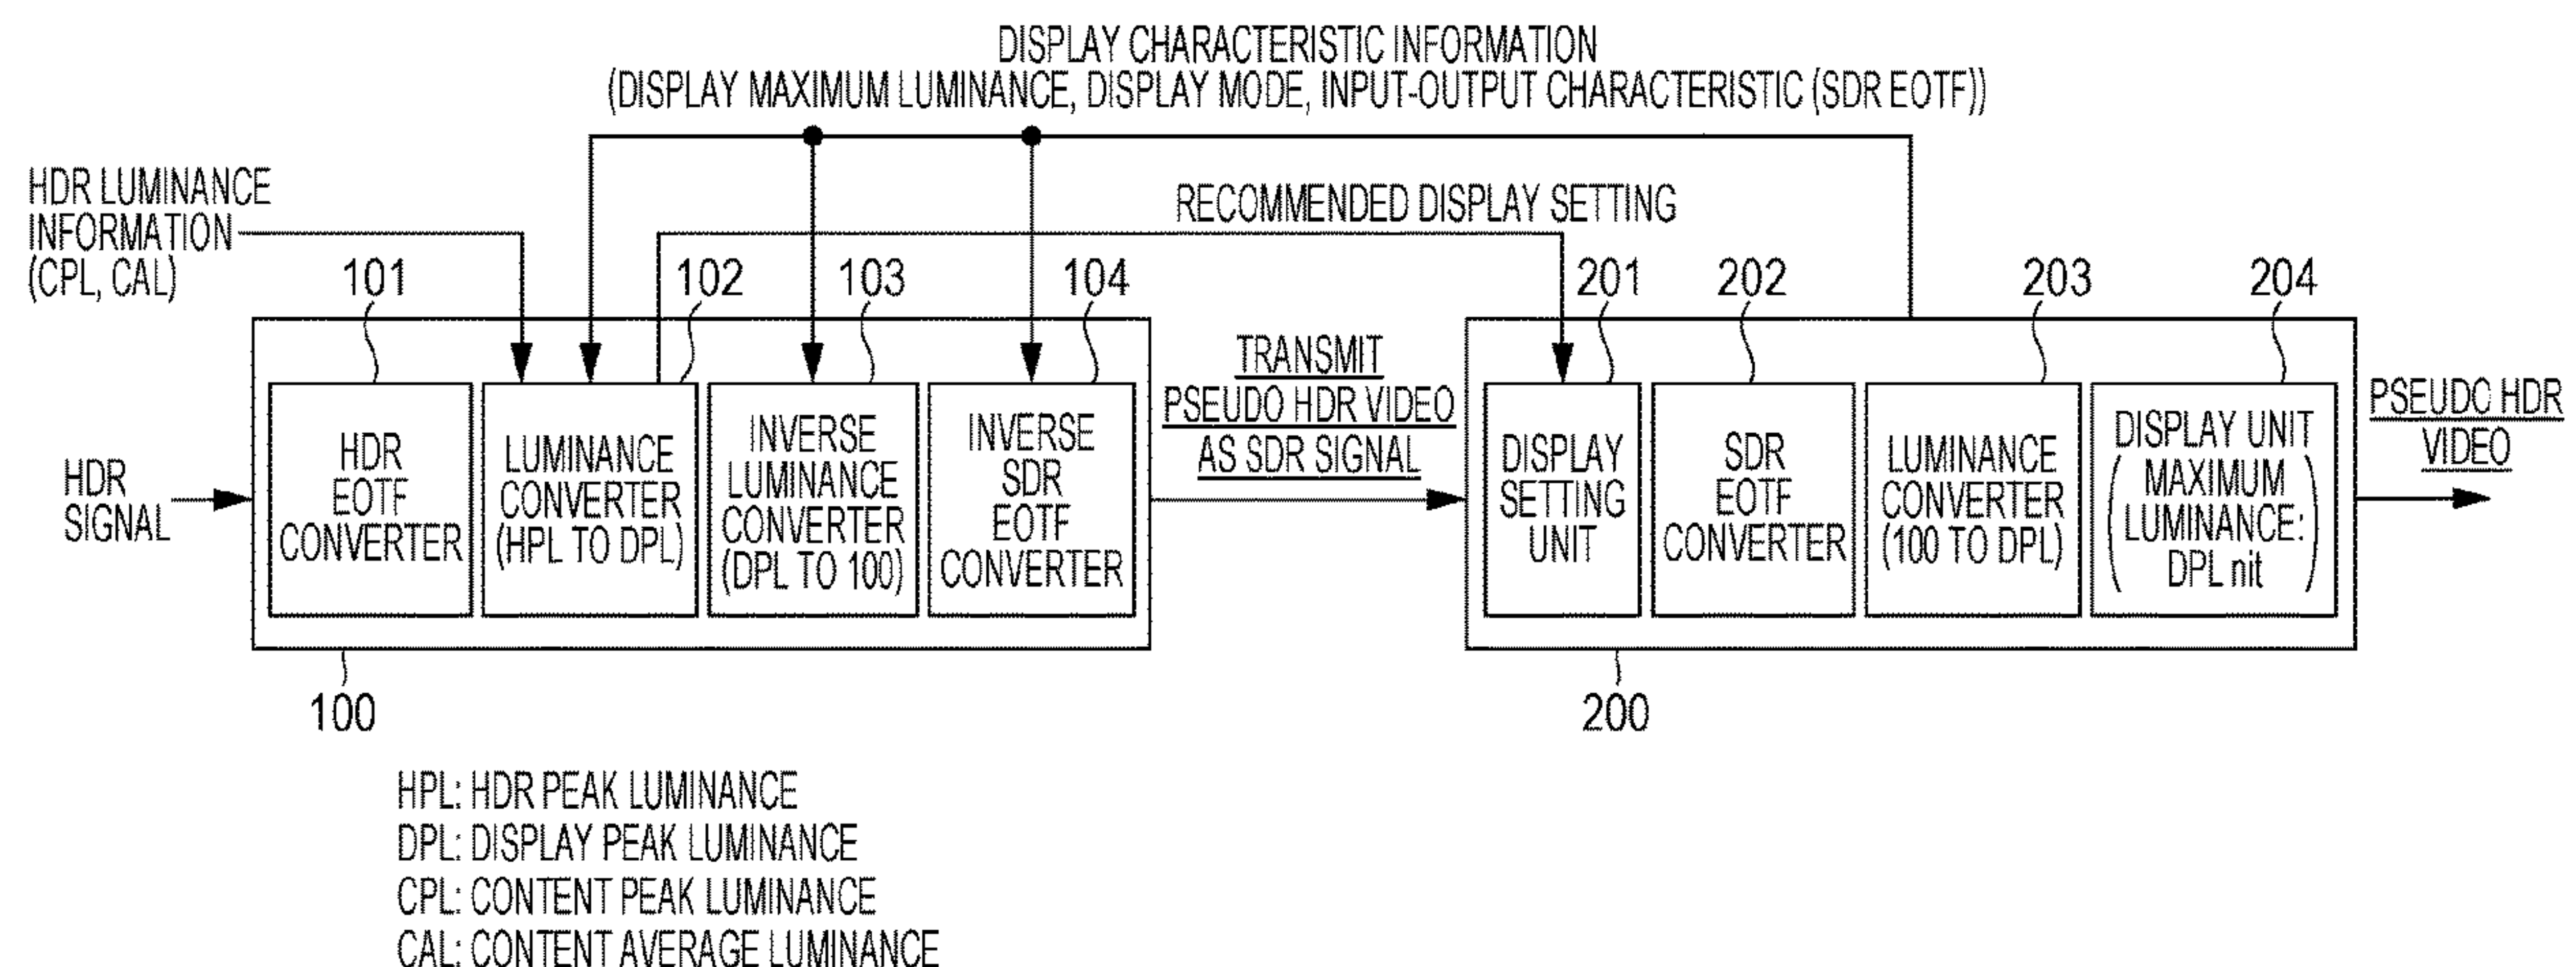 DISPLAY CHARACTERISTIC INFORMATION
(DISPLAY MAXIMUM LUMINANCE, DISPLAY MODE, INPUT-OUTPUT CHARACTERISTIC (SDR EOTF))
HDR LUMINANCE
INFORMATION
(CPL, CAL)
RECOMMENDED DISPLAY SETTING
101
102
103
104
201
202
203
204
HDR
SIGNAL
HDR
EOTF
CONVERTER
LUMINANCE
CONVERTER
(HPL TO DPL)
INVERSE
LUMINANCE
CONVERTER
(DPL TO 100)
INVERSE
SDR
EOTF
CONVERTER
TRANSMIT
PSEUDO HDR VIDEO
AS SDR SIGNAL
DISPLAY
SETTING
UNIT
SDR
EOTF
CONVERTER
LUMINANCE
CONVERTER
(100 TO DPL)
DISPLAY UNIT
(MAXIMUM
LUMINANCE:
DPL nit)
PSEUDO HDR
VIDEO
100
200
HPL: HDR PEAK LUMINANCE
DPL: DISPLAY PEAK LUMINANCE
CPL: CONTENT PEAK LUMINANCE
CAL: CONTENT AVERAGE LUMINANCE